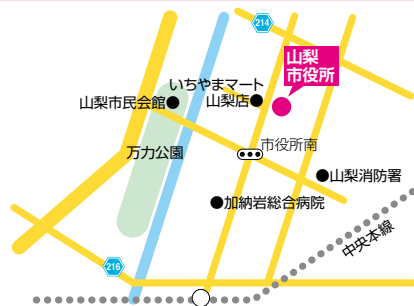 214
山梨
市役所
いちやまマート
山梨店
山梨市民会館
市役所南
万力公園
山梨消防署
加納岩総合病院
中央本線
216